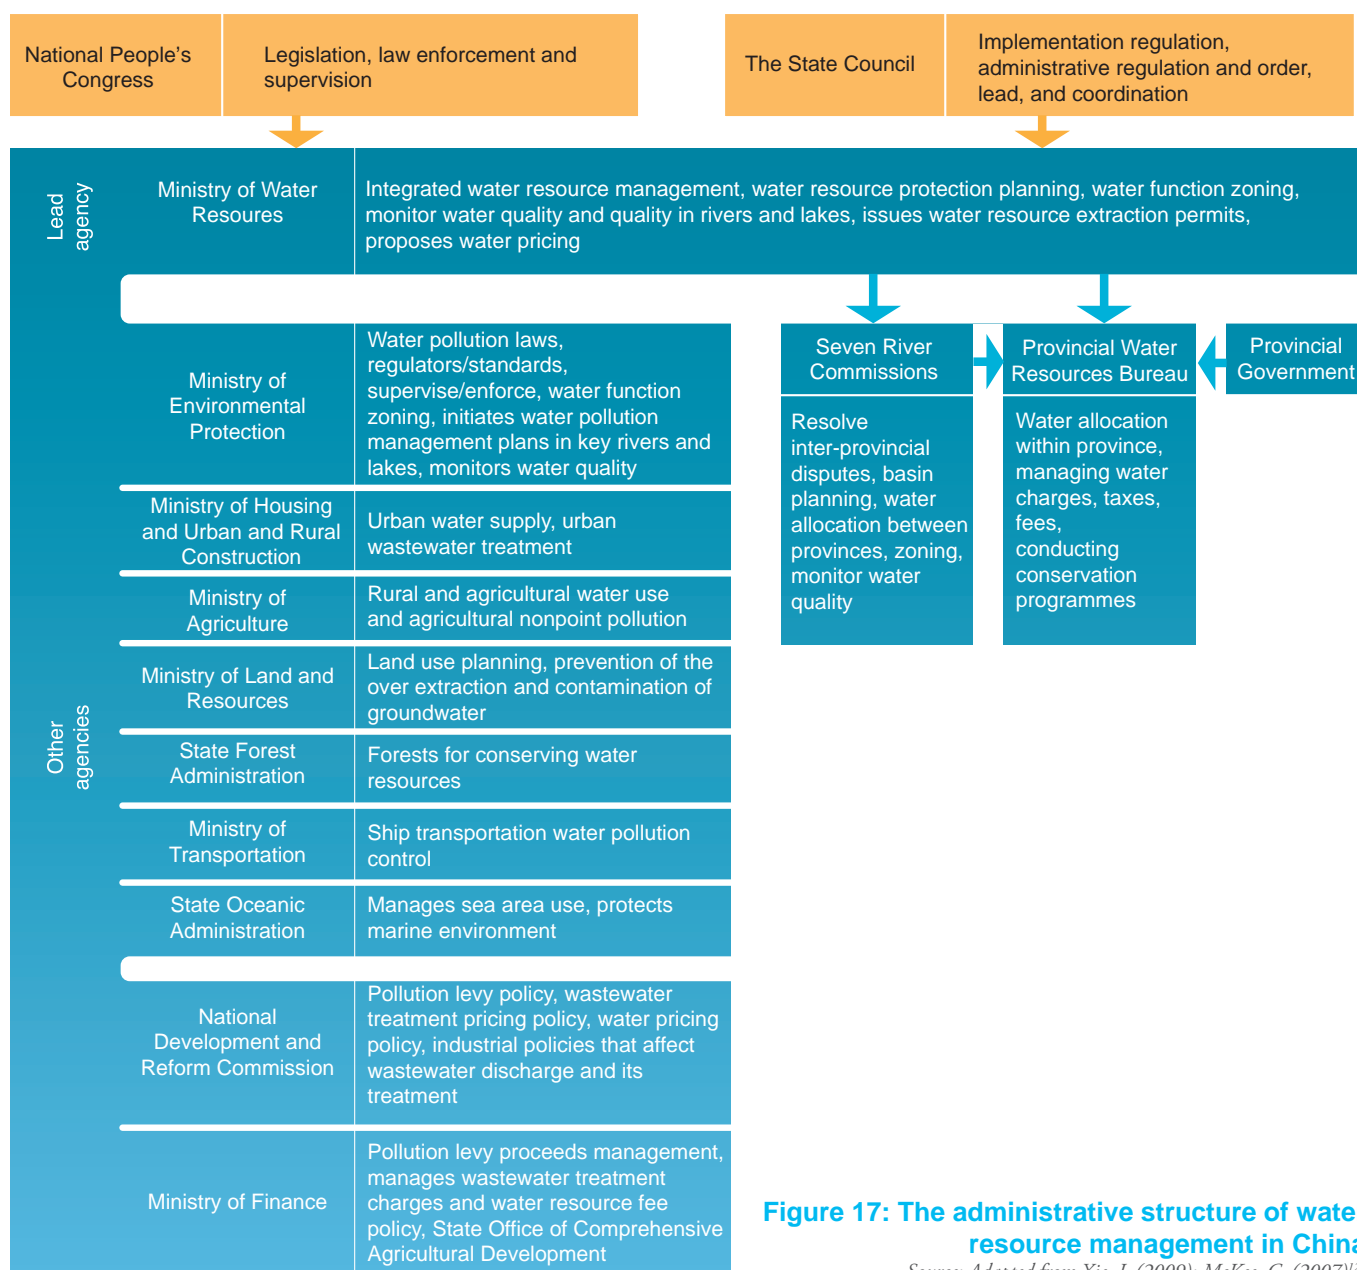 National People's
Congress
Legislation, law enforcement and
supervision
The State Council
Implementation regulation,
administrative regulation and order,
lead, and coordination
Lead
agency
Ministry of Water
Resoures
Integrated water resource management, water resource protection planning, water function zoning,
monitor water quality and quality in rivers and lakes, issues water resource extraction permits,
proposes water pricing
Seven River
Commissions
Resolve
inter-provincial
disputes, basin
planning, water
allocation between
provinces, zoning,
monitor water
quality
Provincial Water
Resources Bureau
Water allocation
within province,
managing water
charges, taxes,
fees,
conducting
conservation
programmes
Provincial
Government
Other
agencies
Ministry of
Environmental
Protection
Water pollution laws,
regulators/standards,
supervise/enforce, water function
zoning, initiates water pollution
management plans in key rivers and
lakes, monitors water quality
Ministry of Housing
and Urban and Rural
Construction
Urban water supply, urban
wastewater treatment
Ministry of
Agriculture
Rural and agricultural water use
and agricultural nonpoint pollution
Ministry of Land and
Resources
Land use planning, prevention of the
over extraction and contamination of
groundwater
State Forest
Administration
Forests for conserving water
resources
Ministry of
Transportation
Ship transportation water pollution
control
State Oceanic
Administration
Manages sea area use, protects
marine environment
National
Development and
Reform Commission
Pollution levy policy, wastewater
treatment pricing policy, water pricing
policy, industrial policies that affect
wastewater discharge and its
treatment
Ministry of Finance
Pollution levy proceeds management,
manages wastewater treatment
charges and water resource fee
policy, State Office of Comprehensive
Agricultural Development
Figure 17: The administrative structure of wate
resource management in China
Source: Adapted from Xie, J. (2009); McKee, G. (2007)